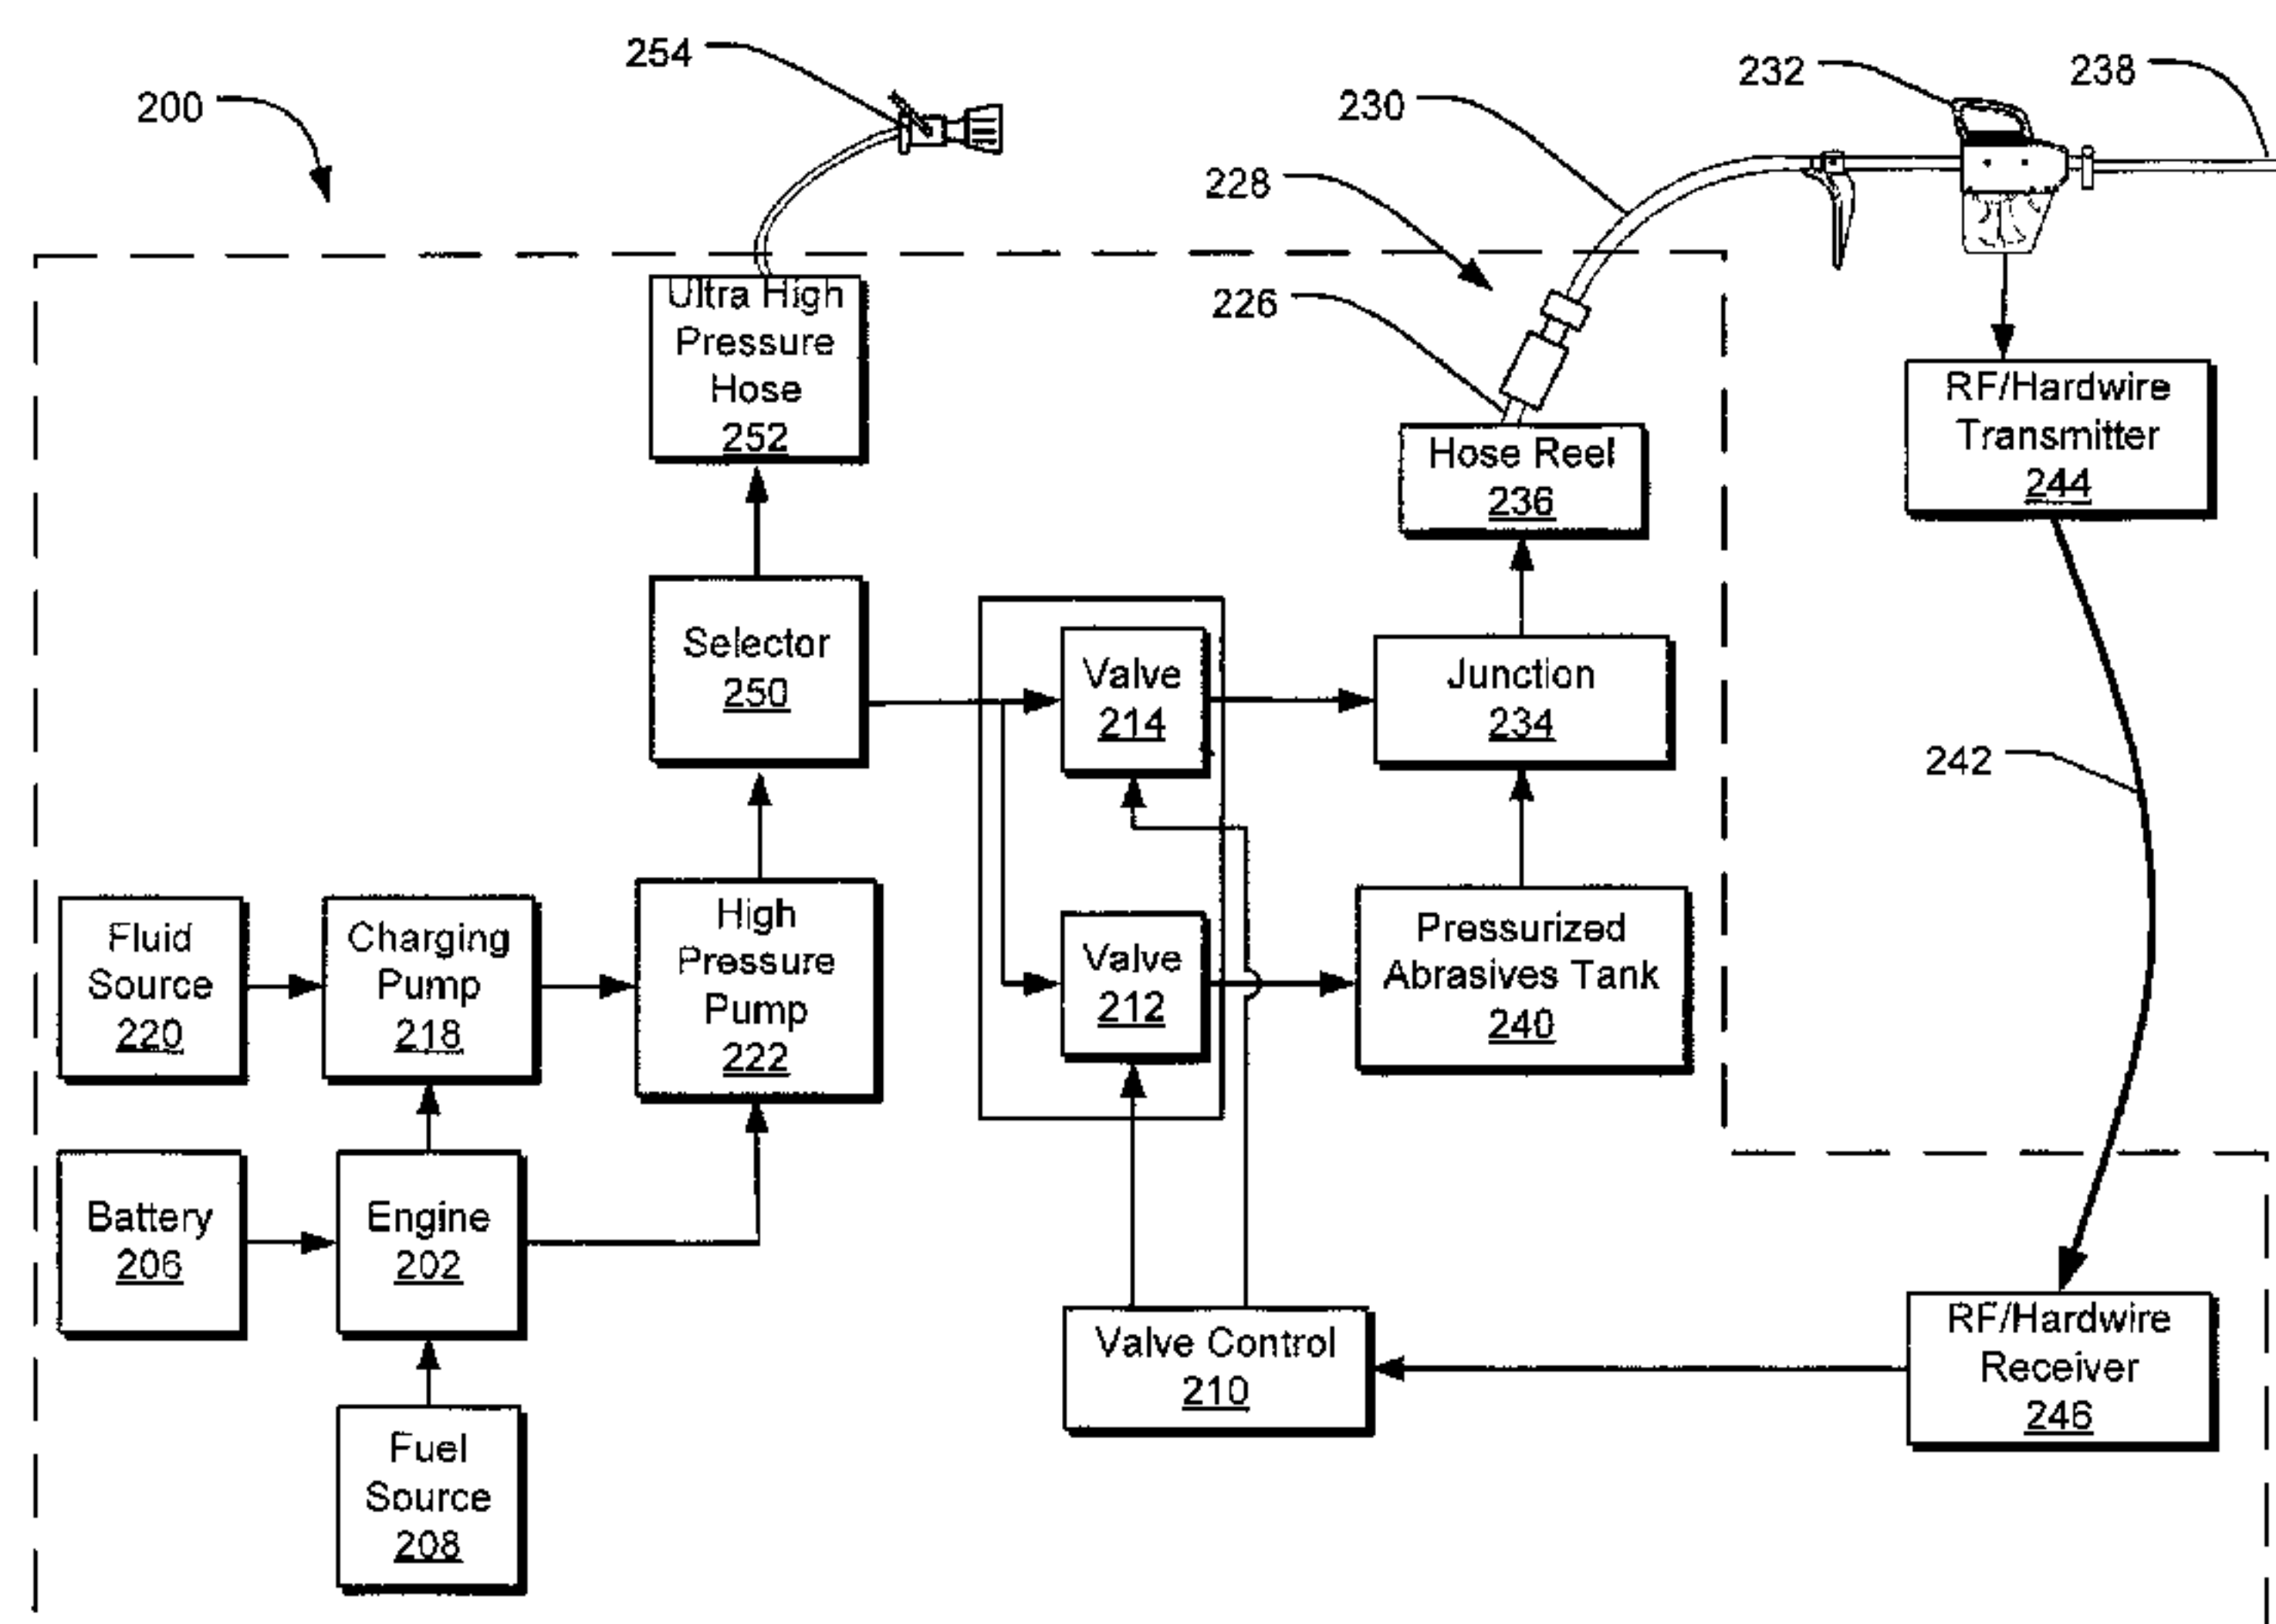 254
200
230
232
238
228
226
Ultra High
Pressure
Hose
252
Hose Reel
236
RF/Hardwire
Transmitter
244
Selector
250
Valve
214
Junction
234
242
Fluid
Source
220
Charging
Pump
218
High
Pressure
Pump
222
Valve
212
Pressurized
Abrasives Tank
240
Battery
206
Engine
202
Valve Control
210
RF/Hardwire
Receiver
246
Fuel
Source
208